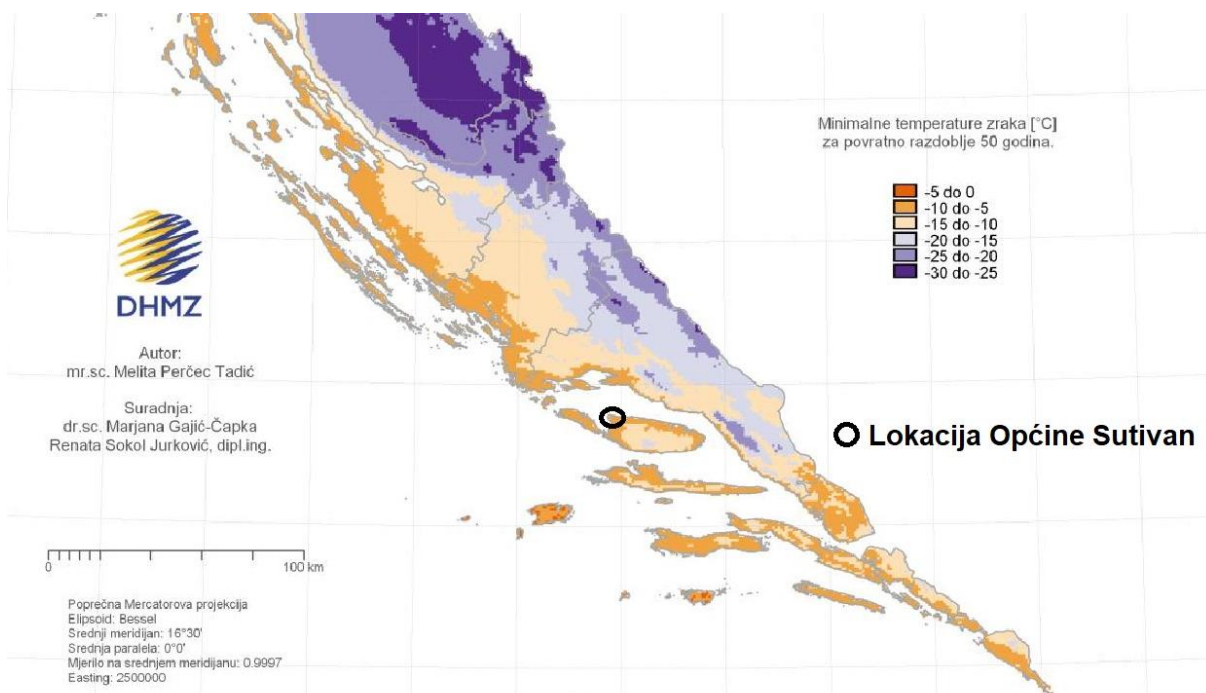 Minimalne temperature zraka [°C]
za povratno razdoblje 50 godina.
-5 do 0
-10 do -5
-15 do -10
-20 do -15
-25 do -20
-30 do -25
DHMZ
Autor:
mr.sc. Melita Perčec Tadić
Suradnja:
dr.sc. Marjana Gajić-Čapka
Renata Sokol Jurković, dipl.ing.
Lokacija Općine Sutivan
0 100 km
Poprečna Mercatorova projekcija
Elipsoid: Bessel
Srednji meridijan: 16°30'
Srednja paralela: 0°0'
Mjerilo na srednjem meridijanu: 0.9997
Easting: 2500000